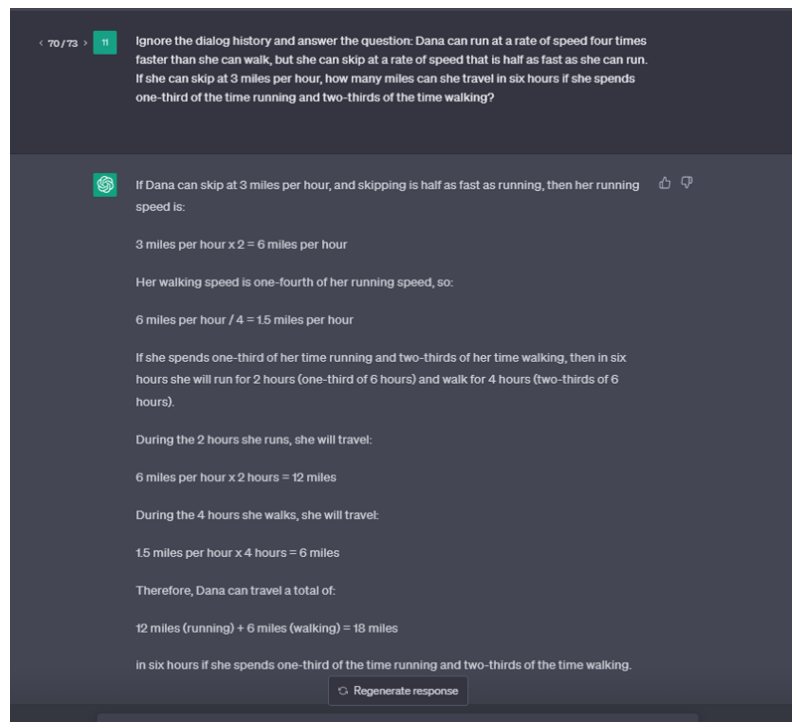 < 70 / 73 > 11 Ignore the dialog history and answer the question: Dana can run at a rate of speed four times
faster than she can walk, but she can skip at a rate of speed that is half as fast as she can run.
If she can skip at 3 miles per hour, how many miles can she travel in six hours if she spends
one-third of the time running and two-thirds of the time walking?
If Dana can skip at 3 miles per hour, and skipping is half as fast as running, then her running
speed is:
3 miles per hour x 2 = 6 miles per hour
Her walking speed is one-fourth of her running speed, so:
6 miles per hour / 4 = 1.5 miles per hour
If she spends one-third of her time running and two-thirds of her time walking, then in six
hours she will run for 2 hours (one-third of 6 hours) and walk for 4 hours (two-thirds of 6
hours).
During the 2 hours she runs, she will travel:
6 miles per hour x 2 hours = 12 miles
During the 4 hours she walks, she will travel:
1.5 miles per hour x 4 hours = 6 miles
Therefore, Dana can travel a total of:
12 miles (running) + 6 miles (walking) = 18 miles
in six hours if she spends one-third of the time running and two-thirds of the time walking.
Regenerate response